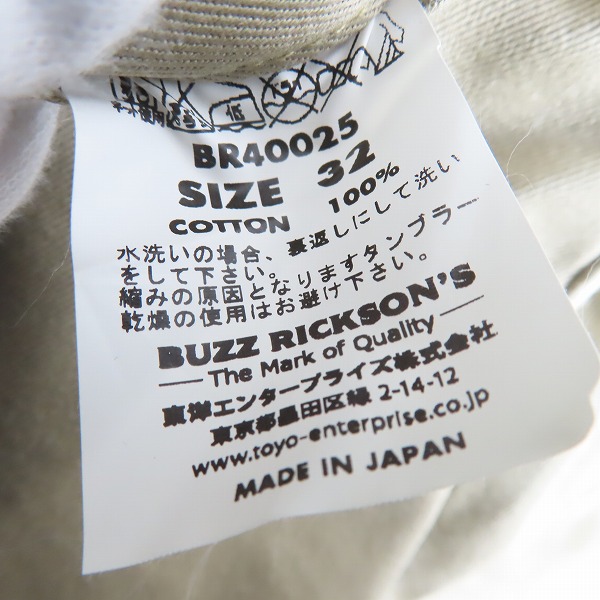 BR40025
SIZE 32
COTTON 100%
水洗いの場合、裏返しにして洗い
をして下さい。
縮みの原因となりますタンブラー
乾燥の使用はお避け下さい。
BUZZ RICKSON'S
The Mark of Quality
東洋エンタープライズ株式会社
東京都墨田区緑 2-14-12
www.toyo-enterprise.co.jp
MADE IN JAPAN